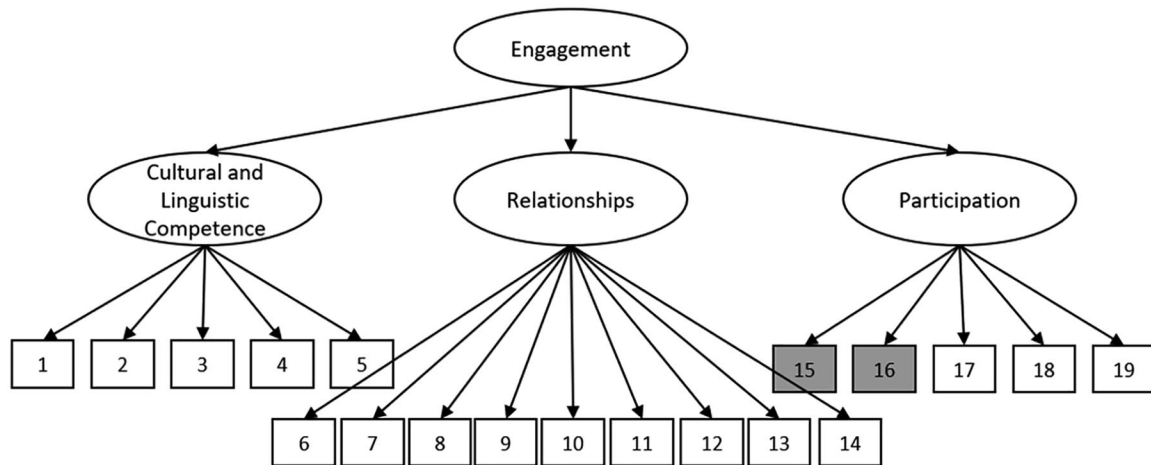 Engagement
Cultural and
Linguistic
Competence
Relationships
Participation
1 2 3 4 5
15 16 17 18 19
6 7 8 9 10 11 12 13 14